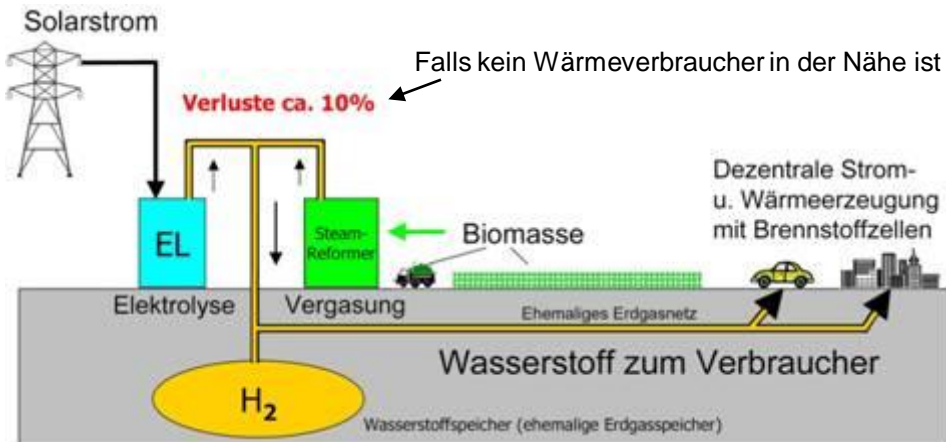 Solarstrom
Falls kein Wärmeverbraucher in der Nähe ist
Verluste ca. 10%
Dezentrale Strom-
u. Wärmeerzeugung
mit Brennstoffzellen
EL
Steam-
Reformer
Biomasse
Elektrolyse
Vergasung
Ehemaliges Erdgasnetz
Wasserstoff zum Verbraucher
H₂
Wasserstoffspeicher (ehemalige Erdgasspeicher)